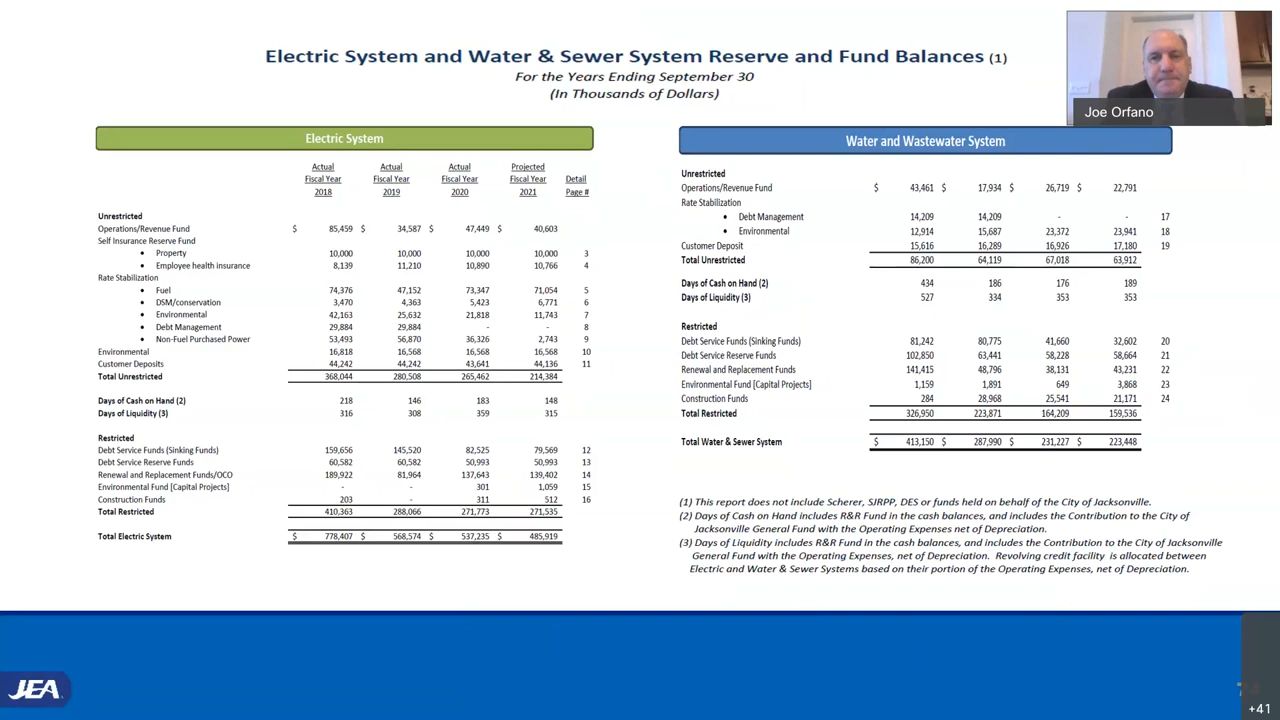 Electric System and Water & Sewer System Reserve and Fund Balances (1)
For the Years Ending September 30
(In Thousands of Dollars)
Joe Orfano
Electric System
Actual Actual Actual Projected
Fiscal Year Fiscal Year Fiscal Year Fiscal Year Detail
2018 2019 2020 2021 Page #
Unrestricted
Operations/Revenue Fund $ 85,459 $ 34,587 $ 47,449 $ 40,603
Self Insurance Reserve Fund
• Property 10,000 10,000 10,000 10,000 3
• Employee health insurance 8,139 11,210 10,890 10,766 4
Rate Stabilization
• Fuel 74,376 47,152 73,347 71,054 5
• DSM/conservation 3,470 4,363 5,423 6,771 6
• Environmental 42,163 25,632 21,818 11,743 7
• Debt Management 29,884 29,884 - - 8
• Non-Fuel Purchased Power 53,493 56,870 36,326 2,743 9
Environmental 16,818 16,568 16,568 16,568 10
Customer Deposits 44,242 44,242 43,641 44,136 11
Total Unrestricted 368,044 280,508 265,462 214,384
Days of Cash on Hand (2) 218 146 183 148
Days of Liquidity (3) 316 308 359 315
Restricted
Debt Service Funds (Sinking Funds) 159,656 145,520 82,525 79,569 12
Debt Service Reserve Funds 60,582 60,582 50,993 50,993 13
Renewal and Replacement Funds/OCO 189,922 81,964 137,643 139,402 14
Environmental Fund [Capital Projects] - - 301 1,059 15
Construction Funds 203 - 311 512 16
Total Restricted 410,363 288,066 271,773 271,535
Total Electric System $ 778,407 $ 568,574 $ 537,235 $ 485,919
Water and Wastewater System
Unrestricted
Operations/Revenue Fund $ 43,461 $ 17,934 $ 26,719 $ 22,791
Rate Stabilization
• Debt Management 14,209 14,209 - - 17
• Environmental 12,914 15,687 23,372 23,941 18
Customer Deposit 15,616 16,289 16,926 17,180 19
Total Unrestricted 86,200 64,119 67,018 63,912
Days of Cash on Hand (2) 434 186 176 189
Days of Liquidity (3) 527 334 353 353
Restricted
Debt Service Funds (Sinking Funds) 81,242 80,775 41,660 32,602 20
Debt Service Reserve Funds 102,850 63,441 58,228 58,664 21
Renewal and Replacement Funds 141,415 48,796 38,131 43,231 22
Environmental Fund [Capital Projects] 1,159 1,891 649 3,868 23
Construction Funds 284 28,968 25,541 21,171 24
Total Restricted 326,950 223,871 164,209 159,536
Total Water & Sewer System $ 413,150 $ 287,990 $ 231,227 $ 223,448
(1) This report does not include Scherer, SJRPP, DES or funds held on behalf of the City of Jacksonville.
(2) Days of Cash on Hand includes R&R Fund in the cash balances, and includes the Contribution to the City of
Jacksonville General Fund with the Operating Expenses net of Depreciation.
(3) Days of Liquidity includes R&R Fund in the cash balances, and includes the Contribution to the City of Jacksonville
General Fund with the Operating Expenses, net of Depreciation. Revolving credit facility is allocated between
Electric and Water & Sewer Systems based on their portion of the Operating Expenses, net of Depreciation.
JEA
+41